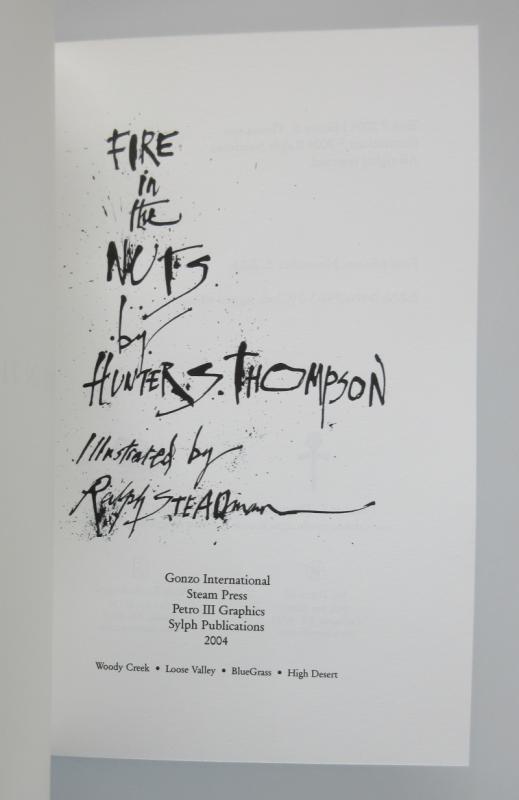 FIRE
in
the
NUTS
by
HUNTER S. THOMPSON
Illustrated by
Ralph STEADman
Gonzo International
Steam Press
Petro III Graphics
Sylph Publications
2004
Woody Creek • Loose Valley • BlueGrass • High Desert